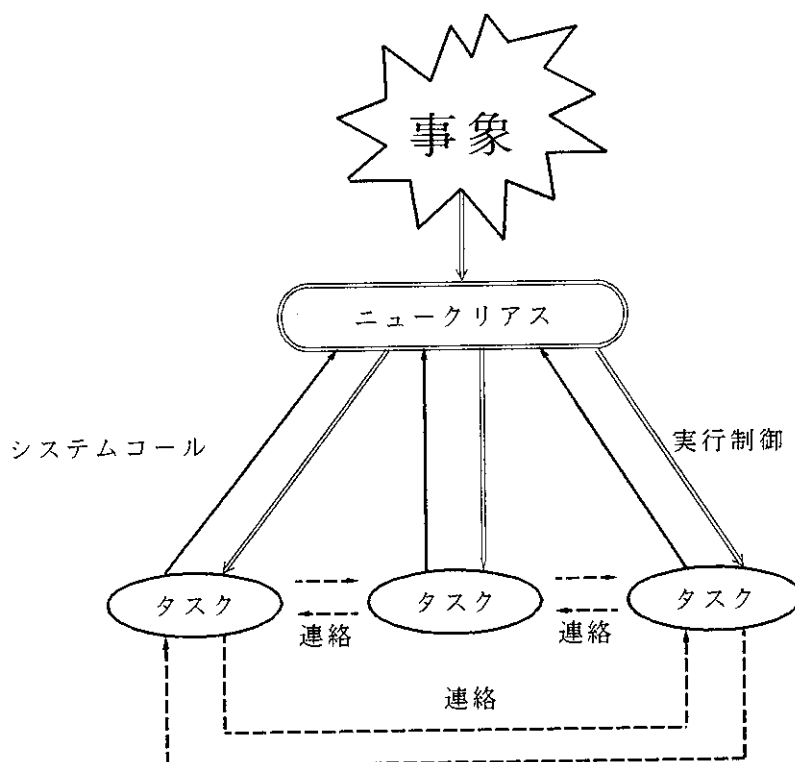 事象
ニュークリアス
システムコール
実行制御
タスク
タスク
タスク
連絡
連絡
連絡